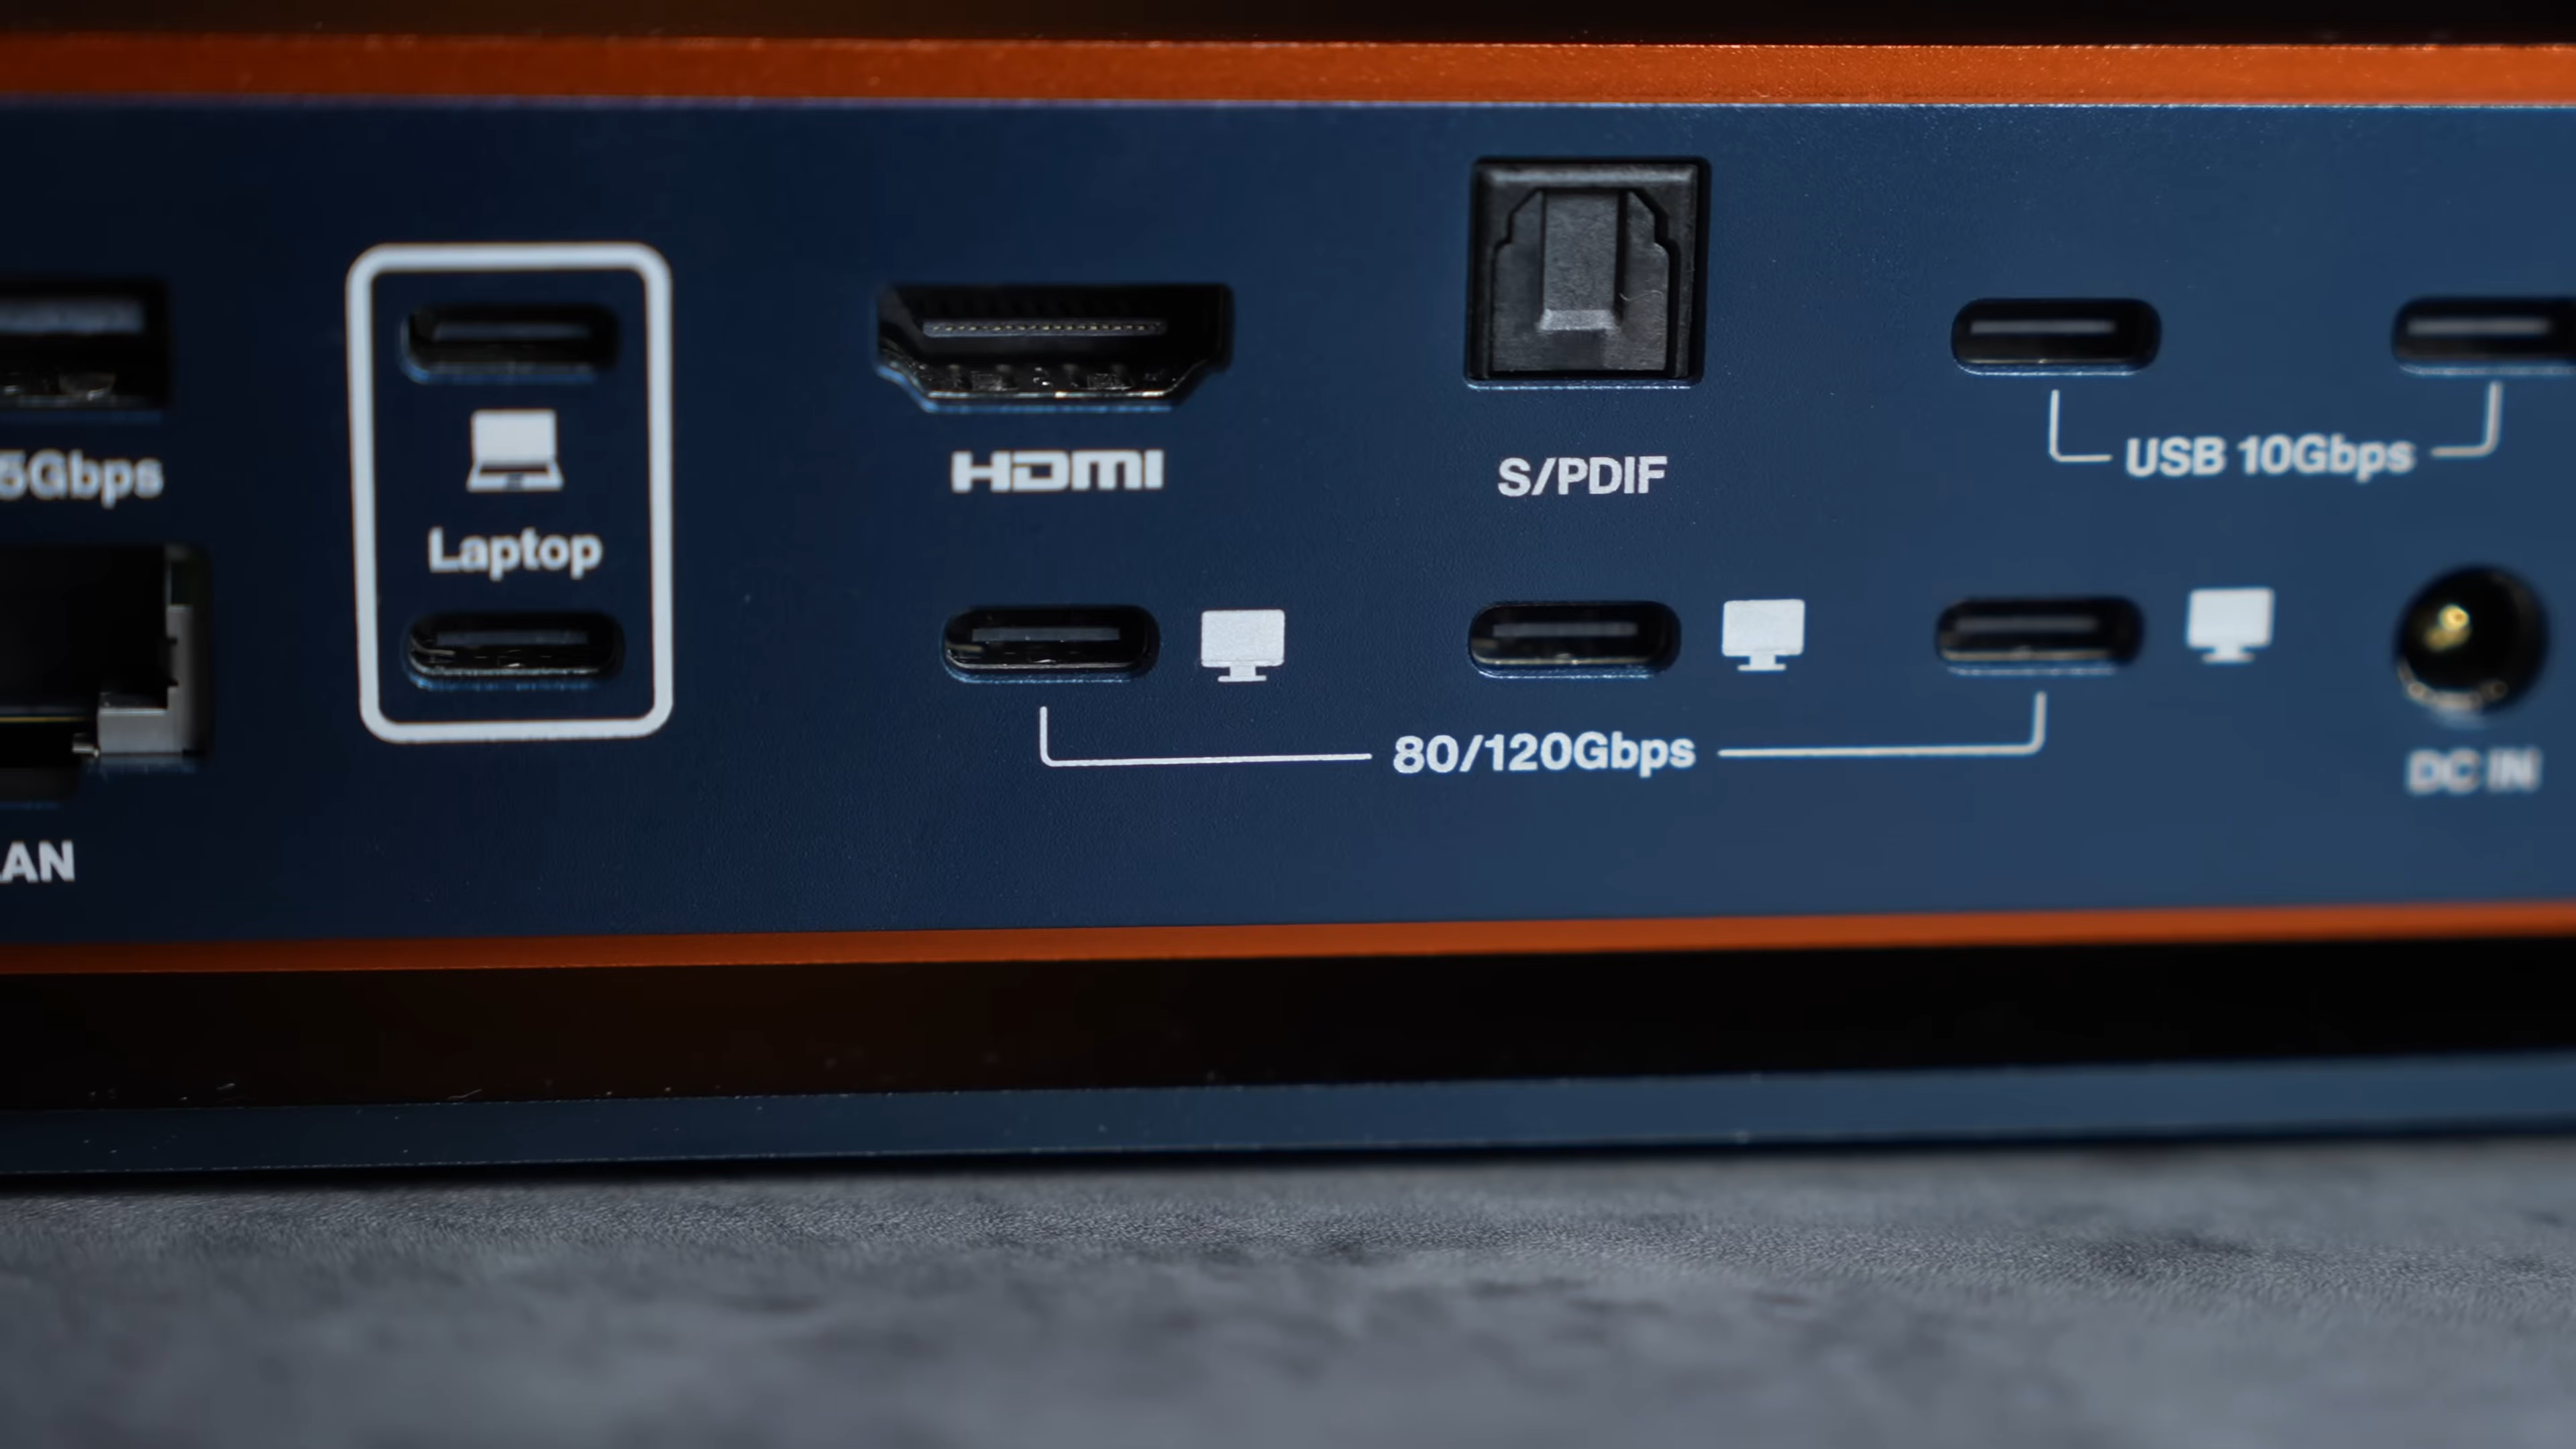 5Gbps
Laptop
HDMI
S/PDIF
USB 10Gbps
80/120Gbps
DC IN
AN